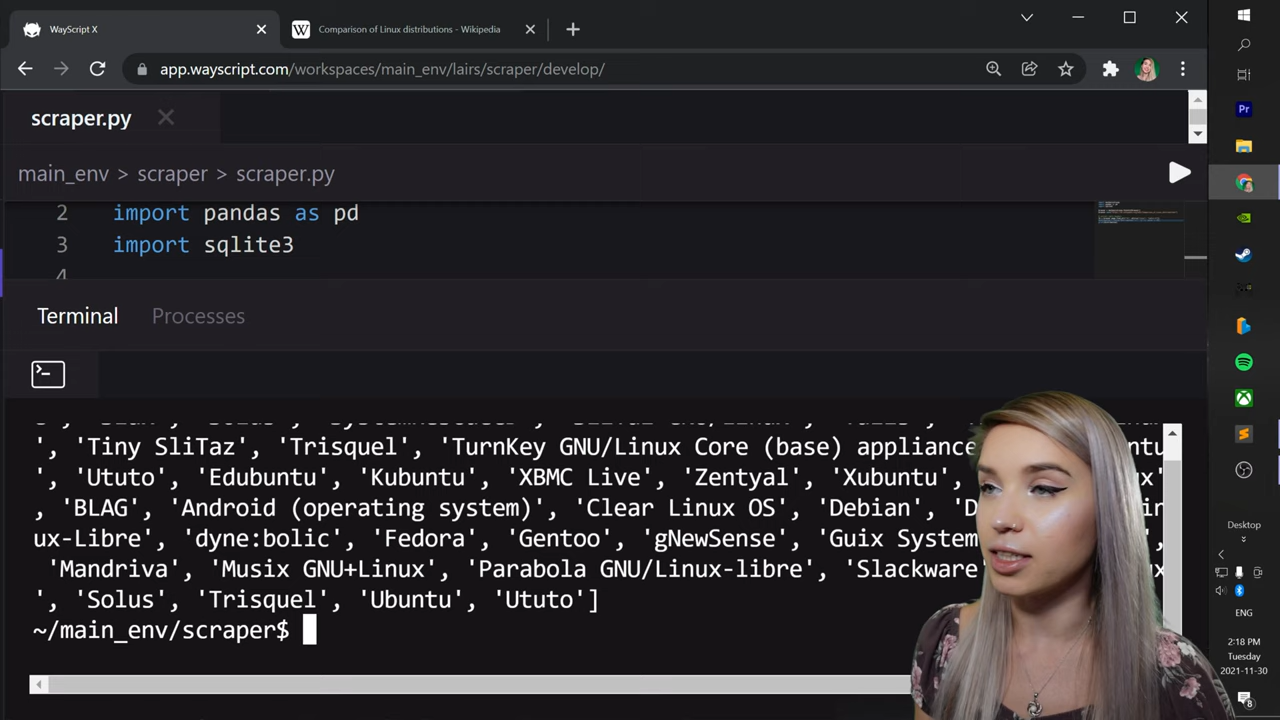 WayScript X
Comparison of Linux distributions - Wikipedia
app.wayscript.com/workspaces/main_env/lairs/scraper/develop/
scraper.py
main_env > scraper > scraper.py
2 import pandas as pd
3 import sqlite3
4
Terminal Processes
', 'Tiny SliTaz', 'Trisquel', 'TurnKey GNU/Linux Core (base) appliance
', 'Ututo', 'Edubuntu', 'Kubuntu', 'XBMC Live', 'Zentyal', 'Xubuntu',
, 'BLAG', 'Android (operating system)', 'Clear Linux OS', 'Debian',
ux-Libre', 'dyne:bolic', 'Fedora', 'Gentoo', 'gNewSense', 'Guix System
'Mandriva', 'Musix GNU+Linux', 'Parabola GNU/Linux-libre', 'Slackware'
', 'Solus', 'Trisquel', 'Ubuntu', 'Ututo']
~/main_env/scraper$
Pr
Desktop
ENG
2:18 PM
Tuesday
2021-11-30
8